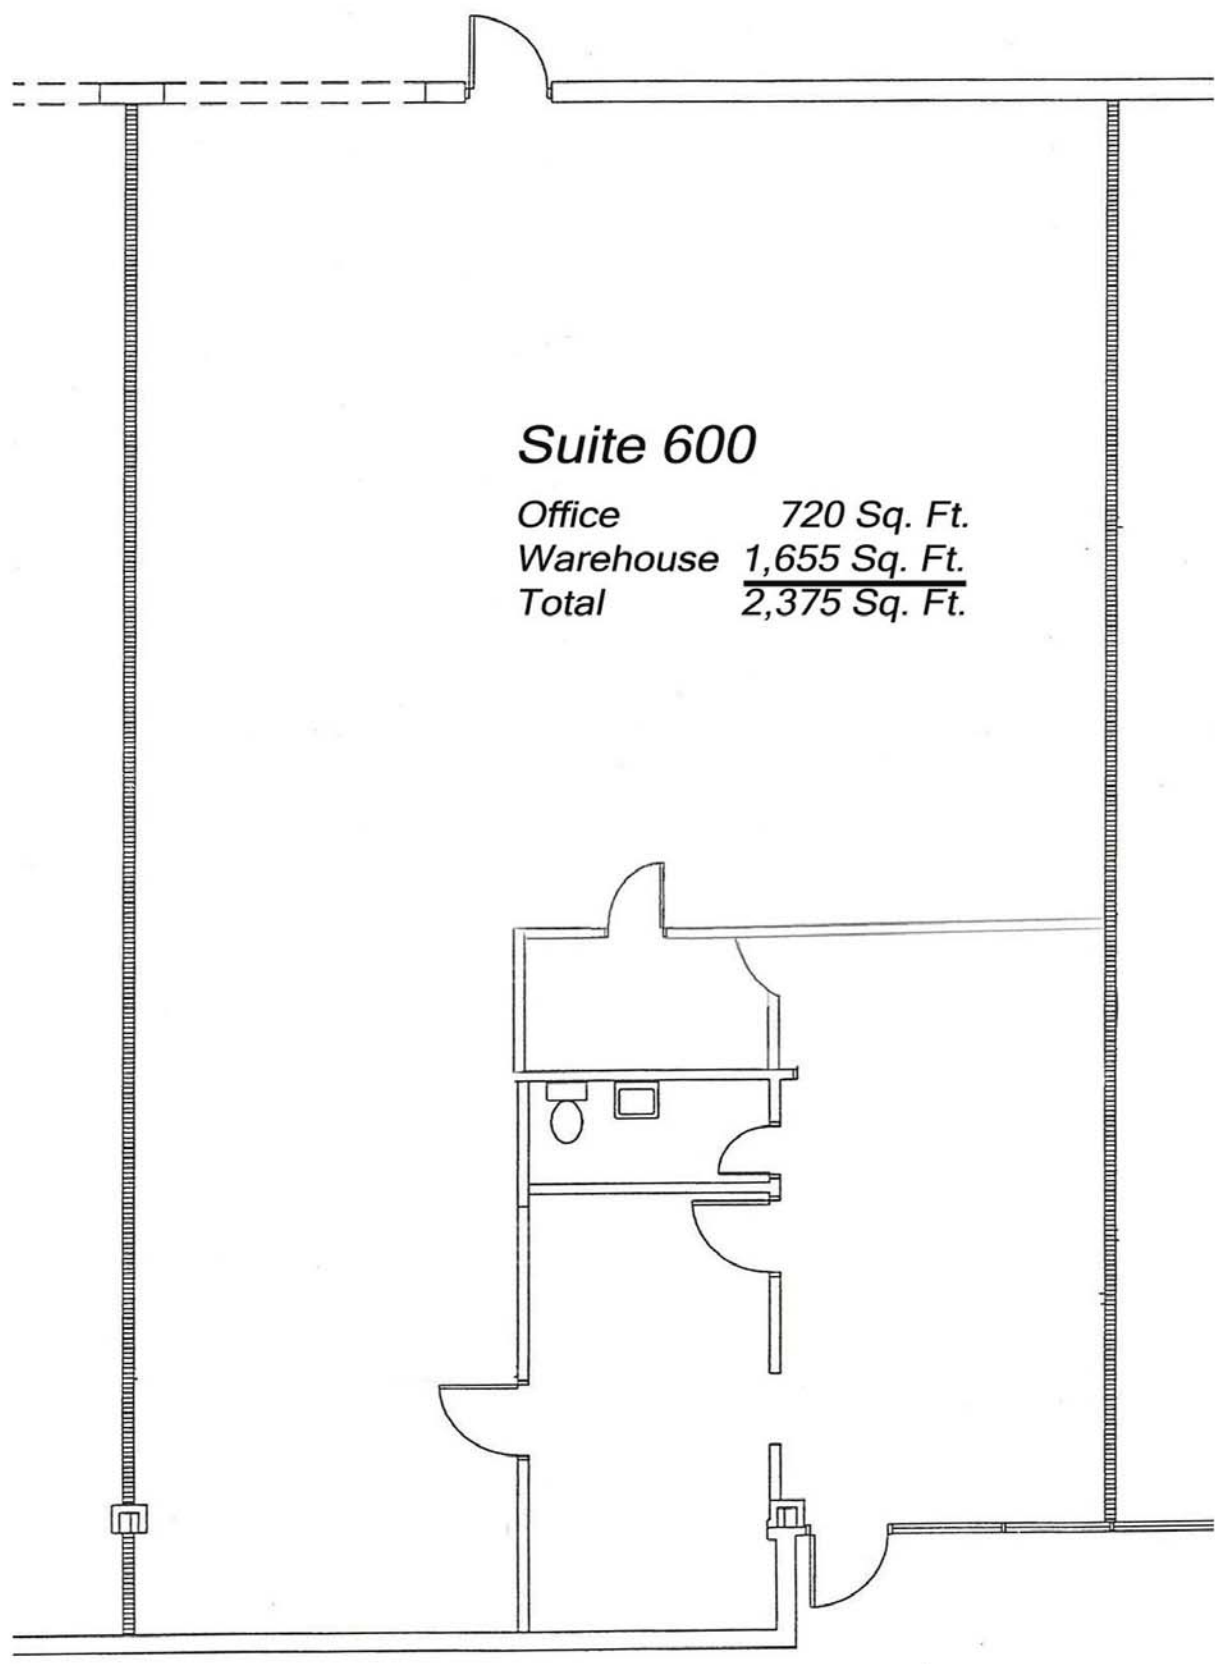 Suite 600
Office 720 Sq. Ft.
Warehouse 1,655 Sq. Ft.
Total 2,375 Sq. Ft.